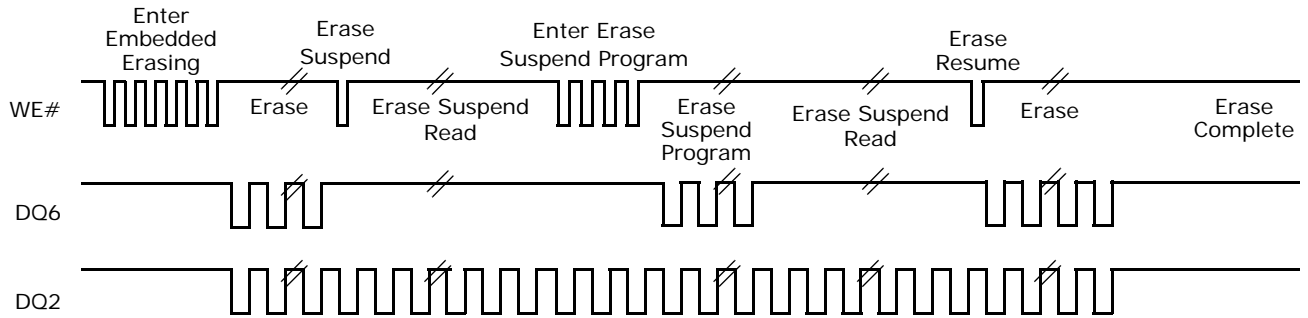 Enter
Embedded
Erasing
Erase
Suspend
Enter Erase
Suspend Program
Erase
Resume
WE#
Erase
Erase Suspend
Read
Erase
Suspend
Program
Erase Suspend
Read
Erase
Erase
Complete
DQ6
DQ2